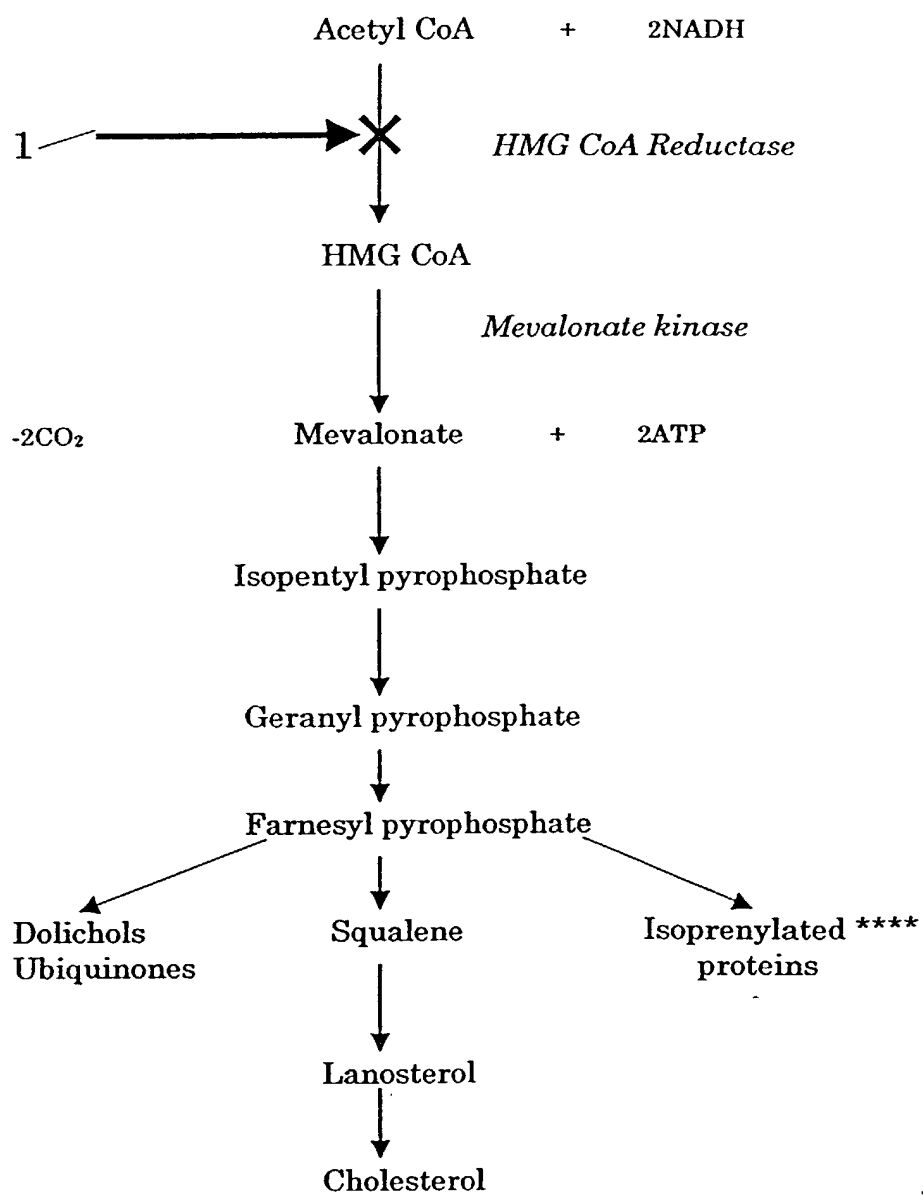 Acetyl CoA + 2NADH
1
HMG CoA Reductase
HMG CoA
Mevalonate kinase
-2CO₂ Mevalonate + 2ATP
Isopentyl pyrophosphate
Geranyl pyrophosphate
Farnesyl pyrophosphate
Dolichols Squalene Isoprenylated ****
Ubiquinones proteins
Lanosterol
Cholesterol